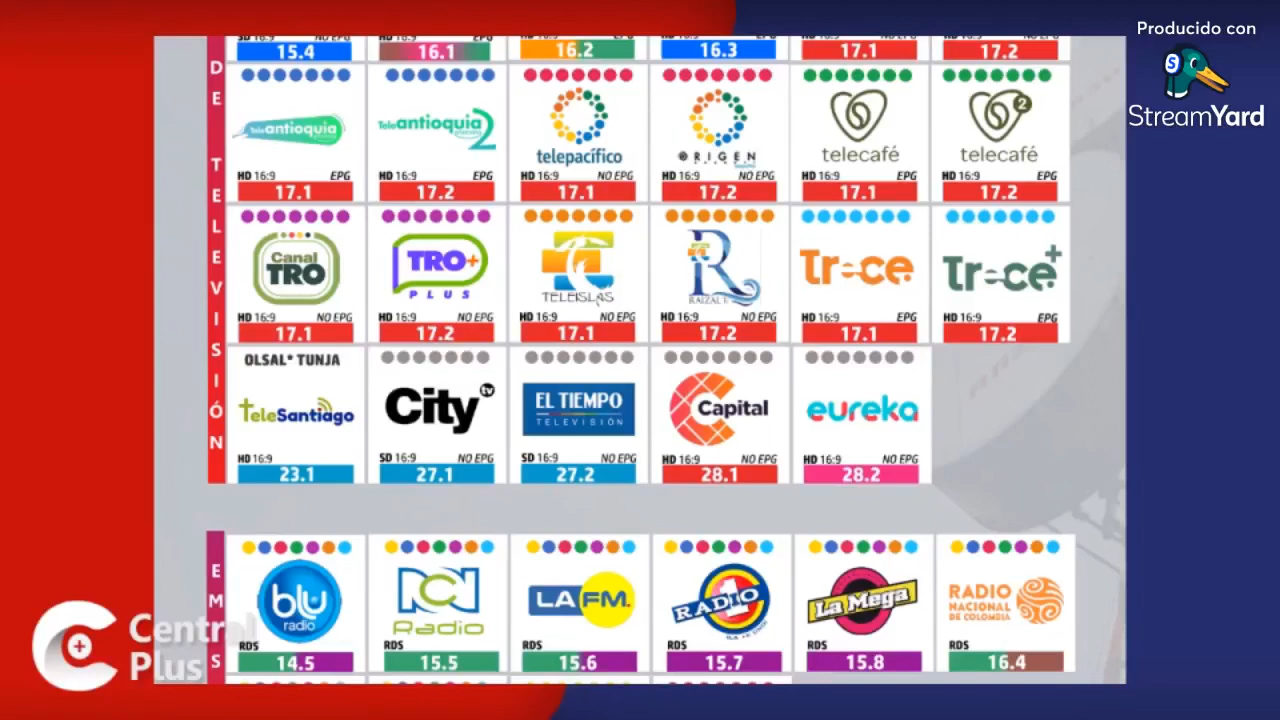 Producido con
StreamYard
15.4
16.1
16.2
16.3
17.1
17.2
DE TELEVISIÓN
Teleantioquia
HD 16:9 EPG
17.1
Teleantioquia 2
HD 16:9 EPG
17.2
telepacífico
HD 16:9 NO EPG
17.1
ORIGEN
HD 16:9 NO EPG
17.2
telecafé
HD 16:9 EPG
17.1
2
telecafé
HD 16:9 EPG
17.2
Canal
TRO
HD 16:9 NO EPG
17.1
TRO+
PLUS
HD 16:9 NO EPG
17.2
TELEISLAS
HD 16:9 NO EPG
17.1
R
HD 16:9 NO EPG
17.2
Trece
HD 16:9 EPG
17.1
Trece+
HD 16:9 EPG
17.2
OLSAL* TUNJA
teleSantiago
HD 16:9
23.1
City tv
SD 16:9 NO EPG
27.1
EL TIEMPO
TELEVISIÓN
SD 16:9 NO EPG
27.2
Capital
HD 16:9 NO EPG
28.1
eureka
HD 16:9 NO EPG
28.2
EMS
blu
radio
RDS
14.5
RCN
Radio
RDS
15.5
LA FM.
RDS
15.6
RADIO 1
RDS
15.7
La Mega
RDS
15.8
RADIO
NACIONAL
DE COLOMBIA
RDS
16.4
Central
Plus